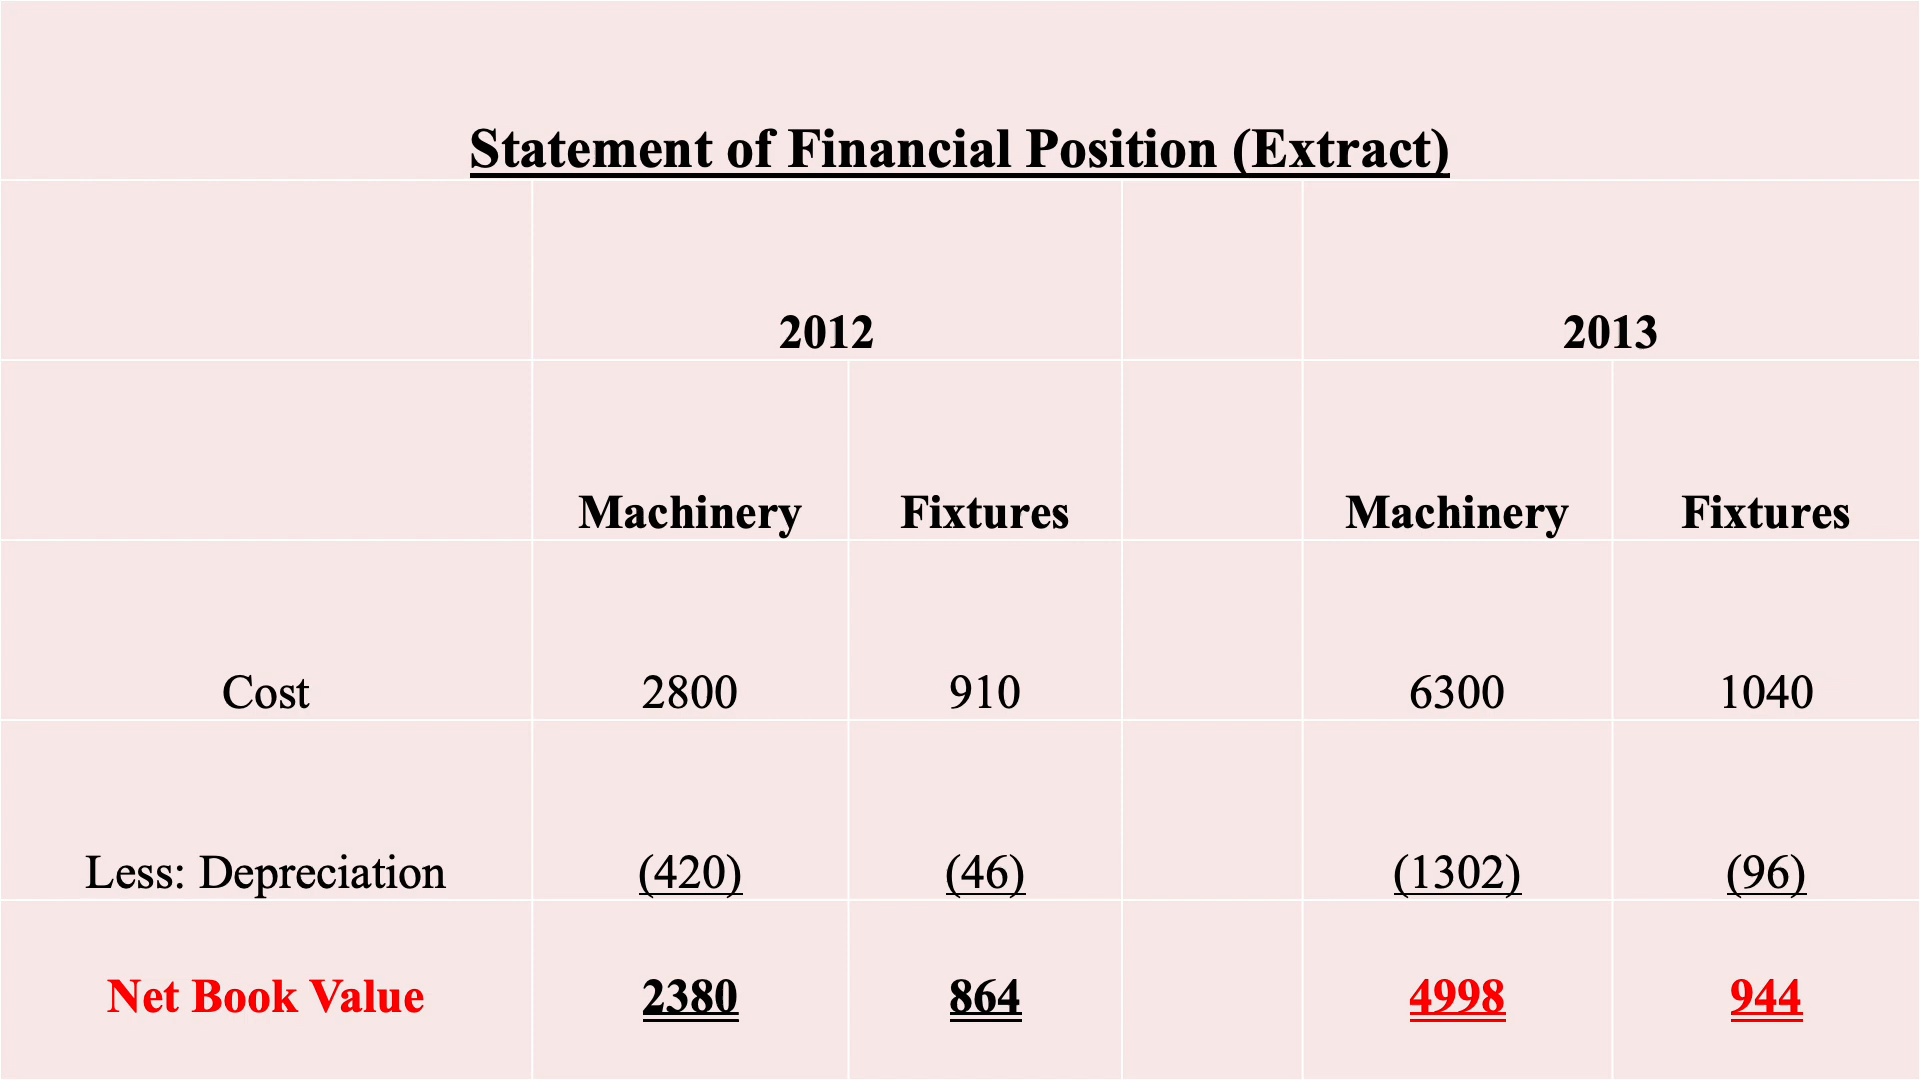 Statement of Financial Position (Extract)
2012 2013
Machinery Fixtures Machinery Fixtures
Cost 2800 910 6300 1040
Less: Depreciation (420) (46) (1302) (96)
Net Book Value 2380 864 4998 944